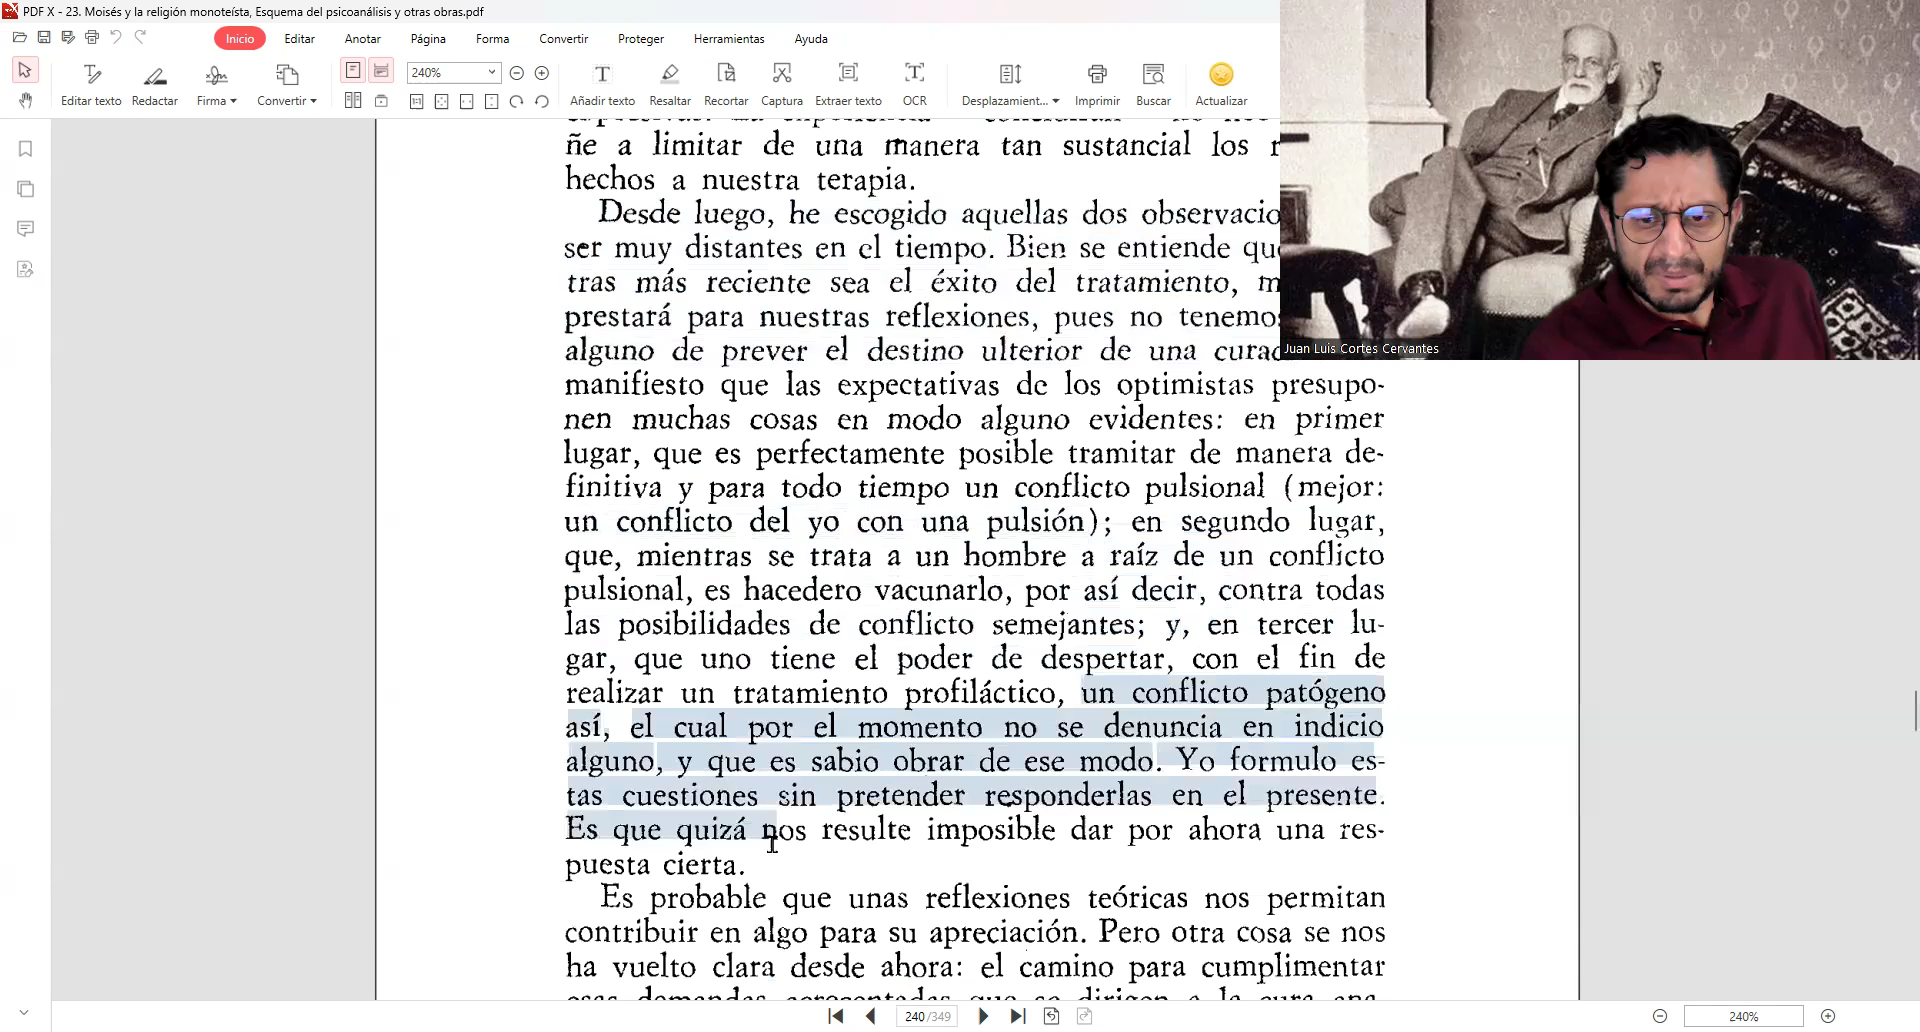 PDF X - 23. Moisés y la religión monoteísta, Esquema del psicoanálisis y otras obras.pdf
Inicio
Editar
Anotar
Página
Forma
Convertir
Proteger
Herramientas
Ayuda
240%
Editar texto
Redactar
Firma
Convertir
Añadir texto
Resaltar
Recortar
Captura
Extraer texto
OCR
Desplazamient...
Imprimir
Buscar
Actualizar
ñe a limitar de una manera tan sustancial los
hechos a nuestra terapia.
Desde luego, he escogido aquellas dos observacio
ser muy distantes en el tiempo. Bien se entiende qu
tras más reciente sea el éxito del tratamiento, m
prestará para nuestras reflexiones, pues no tenemos
alguno de prever el destino ulterior de una curac
manifiesto que las expectativas de los optimistas presupo-
nen muchas cosas en modo alguno evidentes: en primer
lugar, que es perfectamente posible tramitar de manera de-
finitiva y para todo tiempo un conflicto pulsional (mejor:
un conflicto del yo con una pulsión); en segundo lugar,
que, mientras se trata a un hombre a raíz de un conflicto
pulsional, es hacedero vacunarlo, por así decir, contra todas
las posibilidades de conflicto semejantes; y, en tercer lu-
gar, que uno tiene el poder de despertar, con el fin de
realizar un tratamiento profiláctico, un conflicto patógeno
así, el cual por el momento no se denuncia en indicio
alguno, y que es sabio obrar de ese modo. Yo formulo es-
tas cuestiones sin pretender responderlas en el presente.
Es que quizá nos resulte imposible dar por ahora una res-
puesta cierta.
Es probable que unas reflexiones teóricas nos permitan
contribuir en algo para su apreciación. Pero otra cosa se nos
ha vuelto clara desde ahora: el camino para cumplimentar
Juan Luis Cortes Cervantes
240 /349
240%